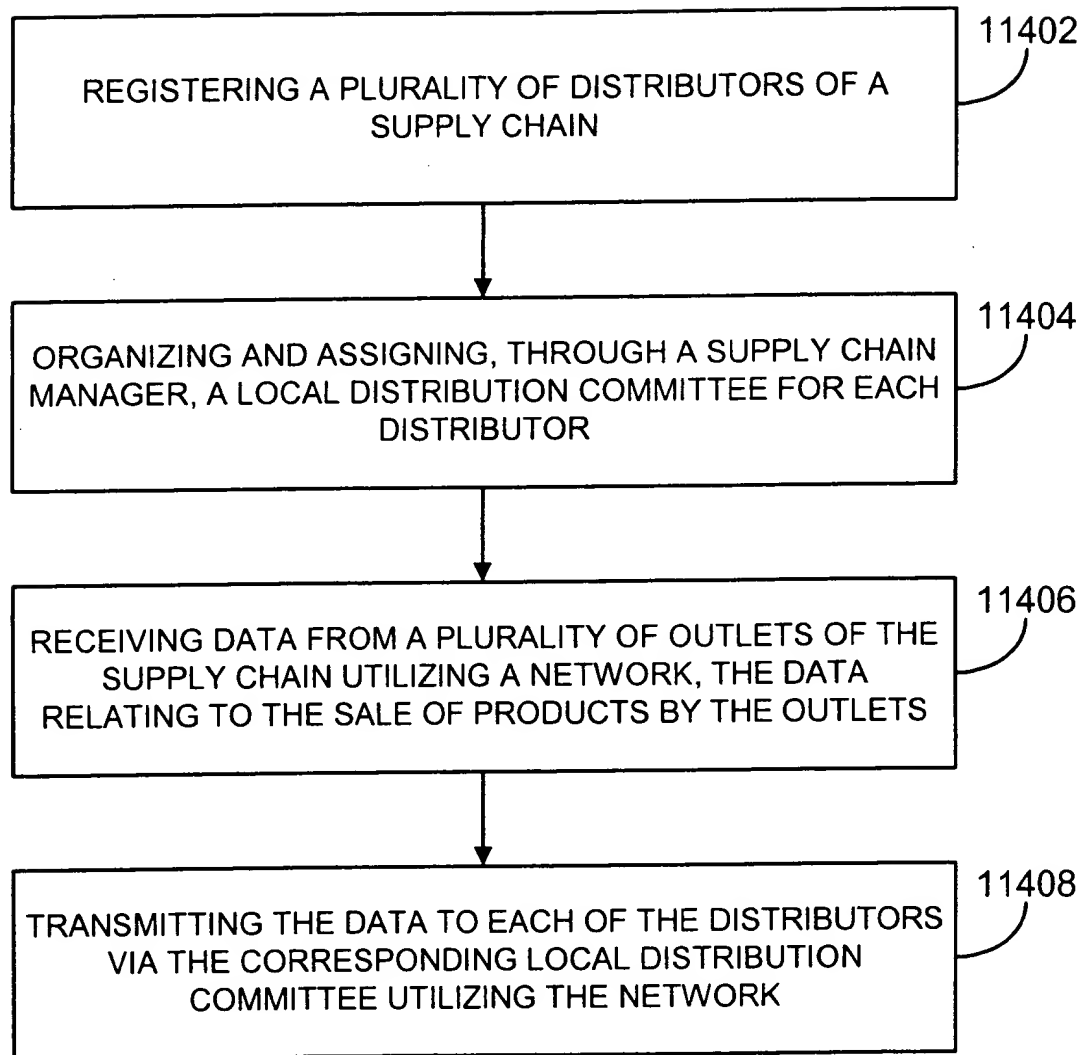 11402
REGISTERING A PLURALITY OF DISTRIBUTORS OF A
SUPPLY CHAIN
11404
ORGANIZING AND ASSIGNING, THROUGH A SUPPLY CHAIN
MANAGER, A LOCAL DISTRIBUTION COMMITTEE FOR EACH
DISTRIBUTOR
11406
RECEIVING DATA FROM A PLURALITY OF OUTLETS OF THE
SUPPLY CHAIN UTILIZING A NETWORK, THE DATA
RELATING TO THE SALE OF PRODUCTS BY THE OUTLETS
11408
TRANSMITTING THE DATA TO EACH OF THE DISTRIBUTORS
VIA THE CORRESPONDING LOCAL DISTRIBUTION
COMMITTEE UTILIZING THE NETWORK